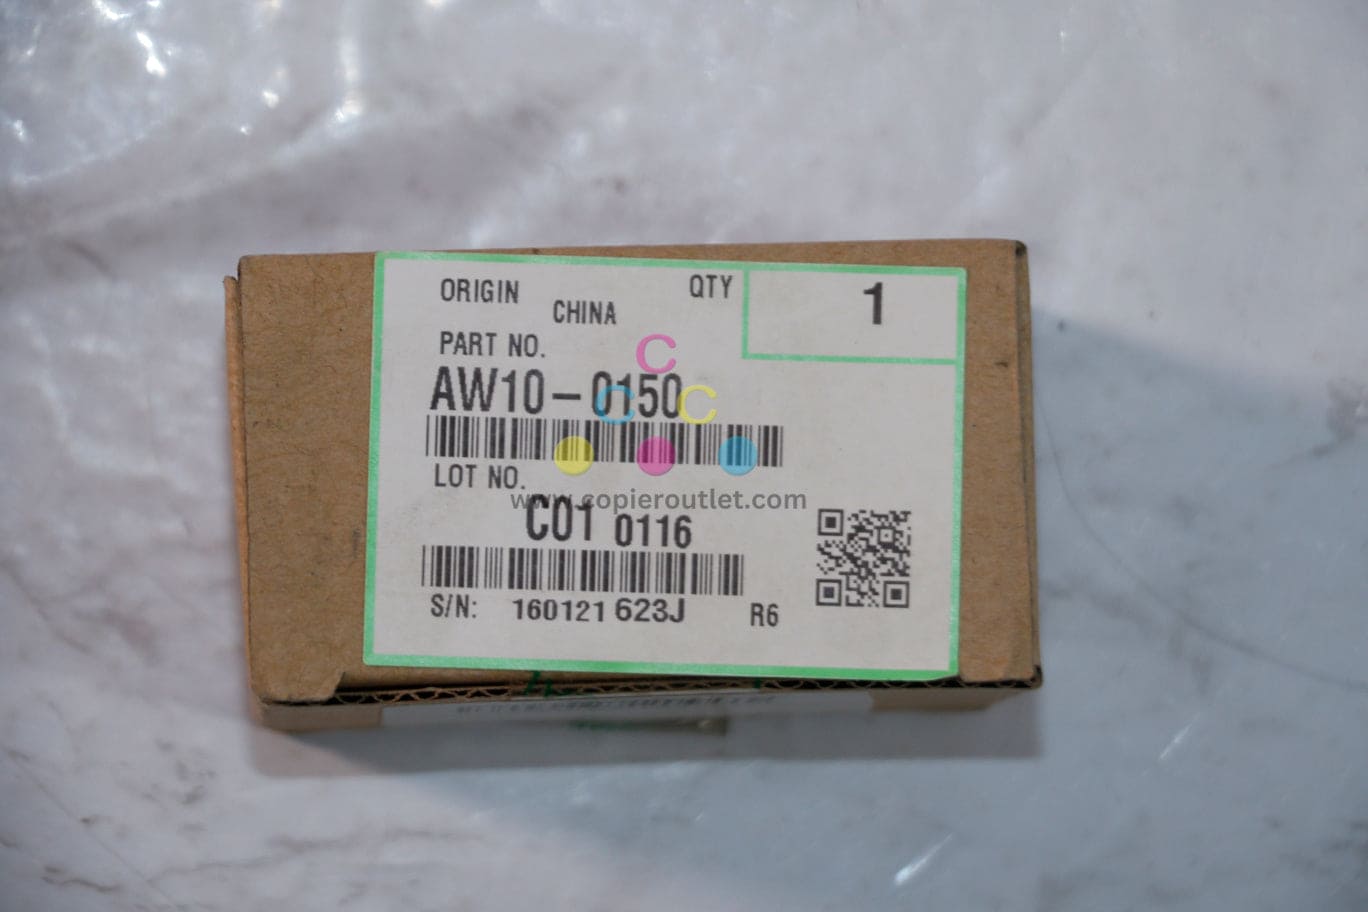 ORIGIN
CHINA
QTY
1
PART NO.
AW10-0150
LOT NO.
C01 0116
S/N: 160121 623J R6
C
C C
www.copieroutlet.com